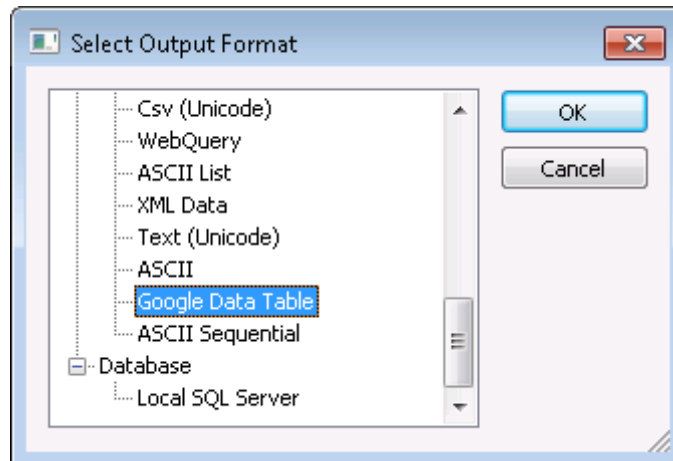 Select Output Format
Csv (Unicode)
WebQuery
ASCII List
XML Data
Text (Unicode)
ASCII
Google Data Table
ASCII Sequential
Database
Local SQL Server
OK
Cancel